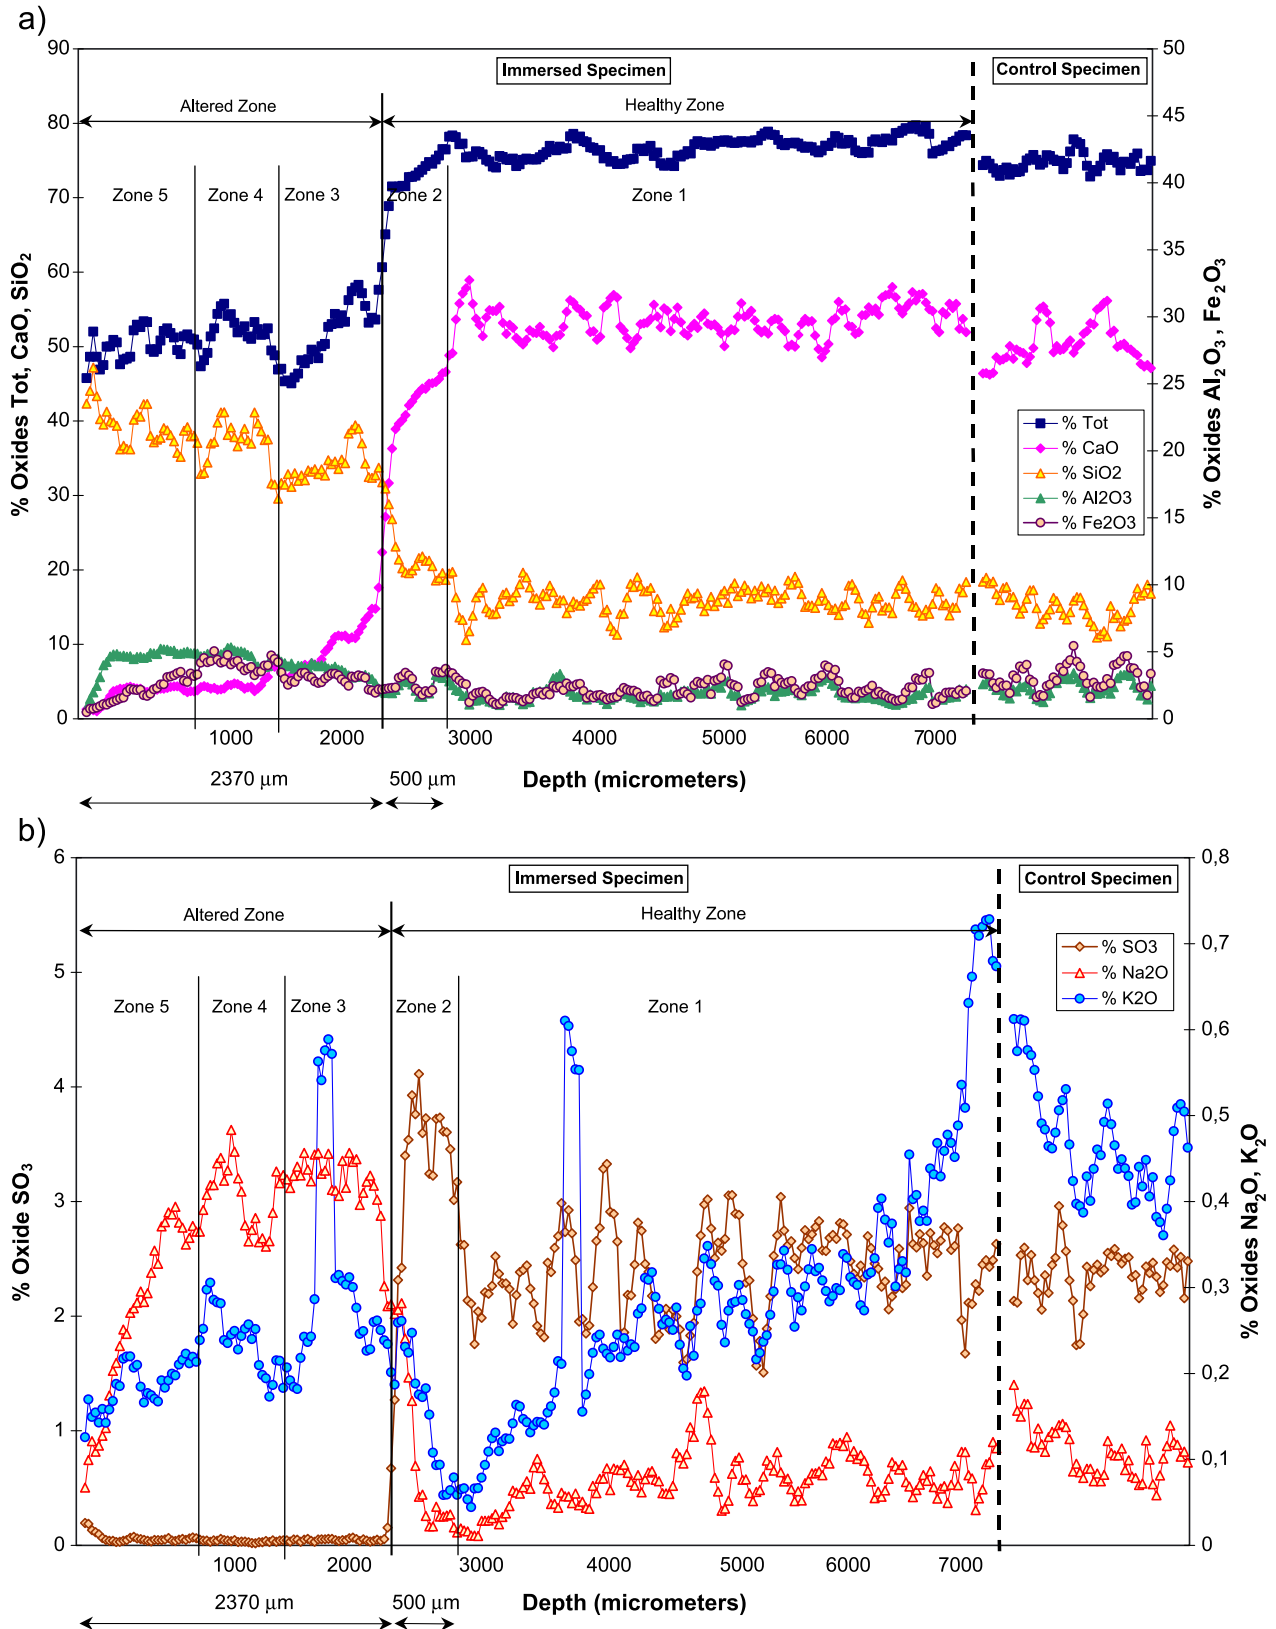 a)
90
80
70
60
50
40
30
20
10
0
% Oxides Tot, CaO, SiO2
50
45
40
35
30
25
20
15
10
5
0
% Oxides Al2O3 , Fe2O3
Immersed Specimen
Control Specimen
Altered Zone
Healthy Zone
Zone 5
Zone 4
Zone 3
Zone 2
Zone 1
% Tot
% CaO
% SiO2
% Al2O3
% Fe2O3
1000
2000
3000
4000
5000
6000
7000
2370 µm
500 µm
Depth (micrometers)
b)
6
5
4
3
2
1
0
% Oxide SO3
0,8
0,7
0,6
0,5
0,4
0,3
0,2
0,1
0
% Oxides Na2O, K2O
Immersed Specimen
Control Specimen
Altered Zone
Healthy Zone
Zone 5
Zone 4
Zone 3
Zone 2
Zone 1
% SO3
% Na2O
% K2O
1000
2000
3000
4000
5000
6000
7000
2370 µm
500 µm
Depth (micrometers)